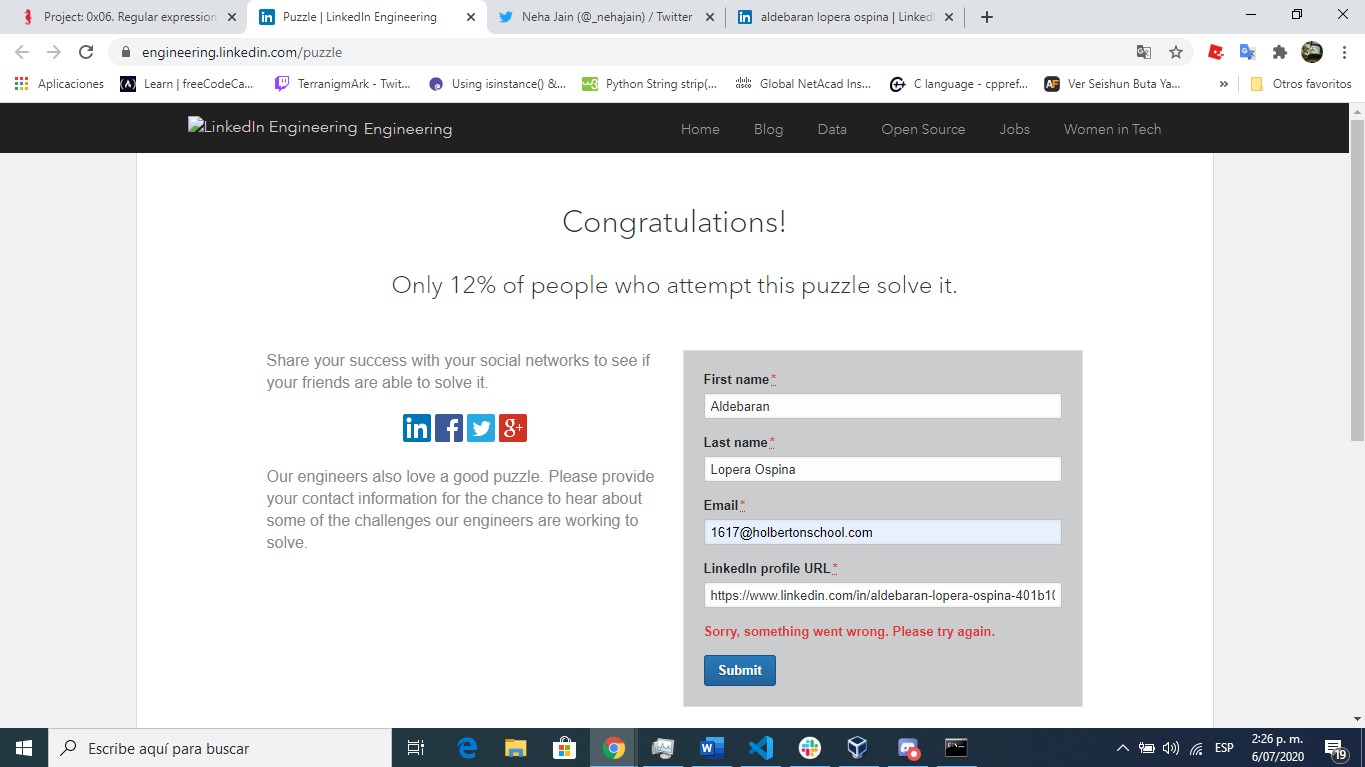 Project: 0x06. Regular expression
Puzzle | LinkedIn Engineering
Neha Jain (@_nehajain) / Twitter
aldebaran lopera ospina | LinkedI
engineering.linkedin.com/puzzle
Aplicaciones
Learn | freeCodeCa...
TerranigmArk - Twit...
Using isinstance() &...
Python String strip(...
Global NetAcad Ins...
C language - cppref...
Ver Seishun Buta Ya...
»
Otros favoritos
LinkedIn Engineering Engineering
Home
Blog
Data
Open Source
Jobs
Women in Tech
Congratulations!
Only 12% of people who attempt this puzzle solve it.
Share your success with your social networks to see if
your friends are able to solve it.
Our engineers also love a good puzzle. Please provide
your contact information for the chance to hear about
some of the challenges our engineers are working to
solve.
First name*
Aldebaran
Last name*
Lopera Ospina
Email*
1617@holbertonschool.com
LinkedIn profile URL*
https://www.linkedin.com/in/aldebaran-lopera-ospina-401b10
Sorry, something went wrong. Please try again.
Submit
Escribe aquí para buscar
ESP
2:26 p. m.
6/07/2020
19